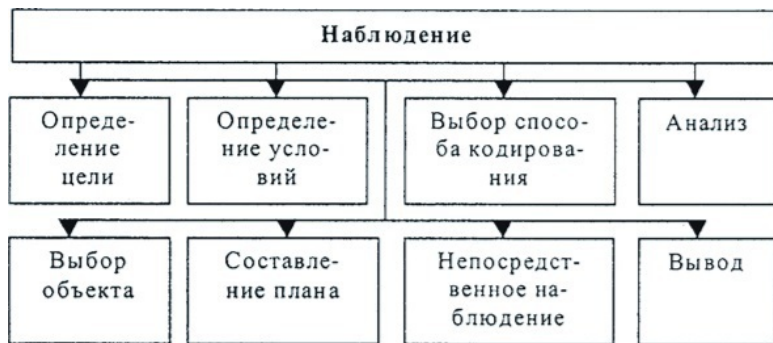 Наблюдение
Опреде-
ление
цели
Определе-
ние усло-
вий
Выбор спосо-
ба кодирова-
ния
Анализ
Выбор
объекта
Составле-
ние плана
Непосредст-
венное на-
блюдение
Вывод